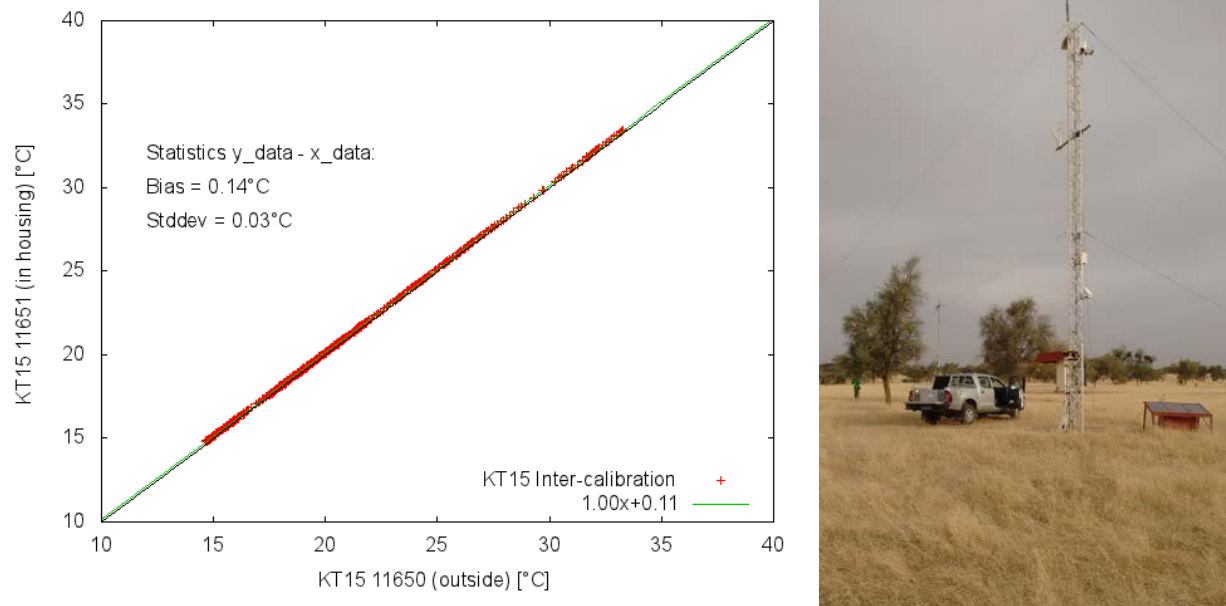 40
35
30
25
20
15
10
KT15 11651 (in housing) [°C]
Statistics y_data - x_data:
Bias = 0.14°C
Stddev = 0.03°C
KT15 Inter-calibration
1.00x+0.11
10 15 20 25 30 35 40
KT15 11650 (outside) [°C]